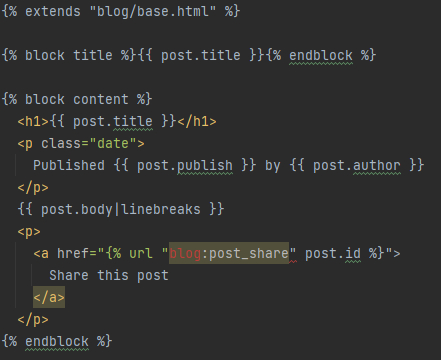 {% extends "blog/base.html" %}
{% block title %}{{ post.title }}{% endblock %}
{% block content %}
<h1>{{ post.title }}</h1>
<p class="date">
Published {{ post.publish }} by {{ post.author }}
</p>
{{ post.body|linebreaks }}
<p>
<a href="{% url "blog:post_share" post.id %}">
Share this post
</a>
</p>
{% endblock %}